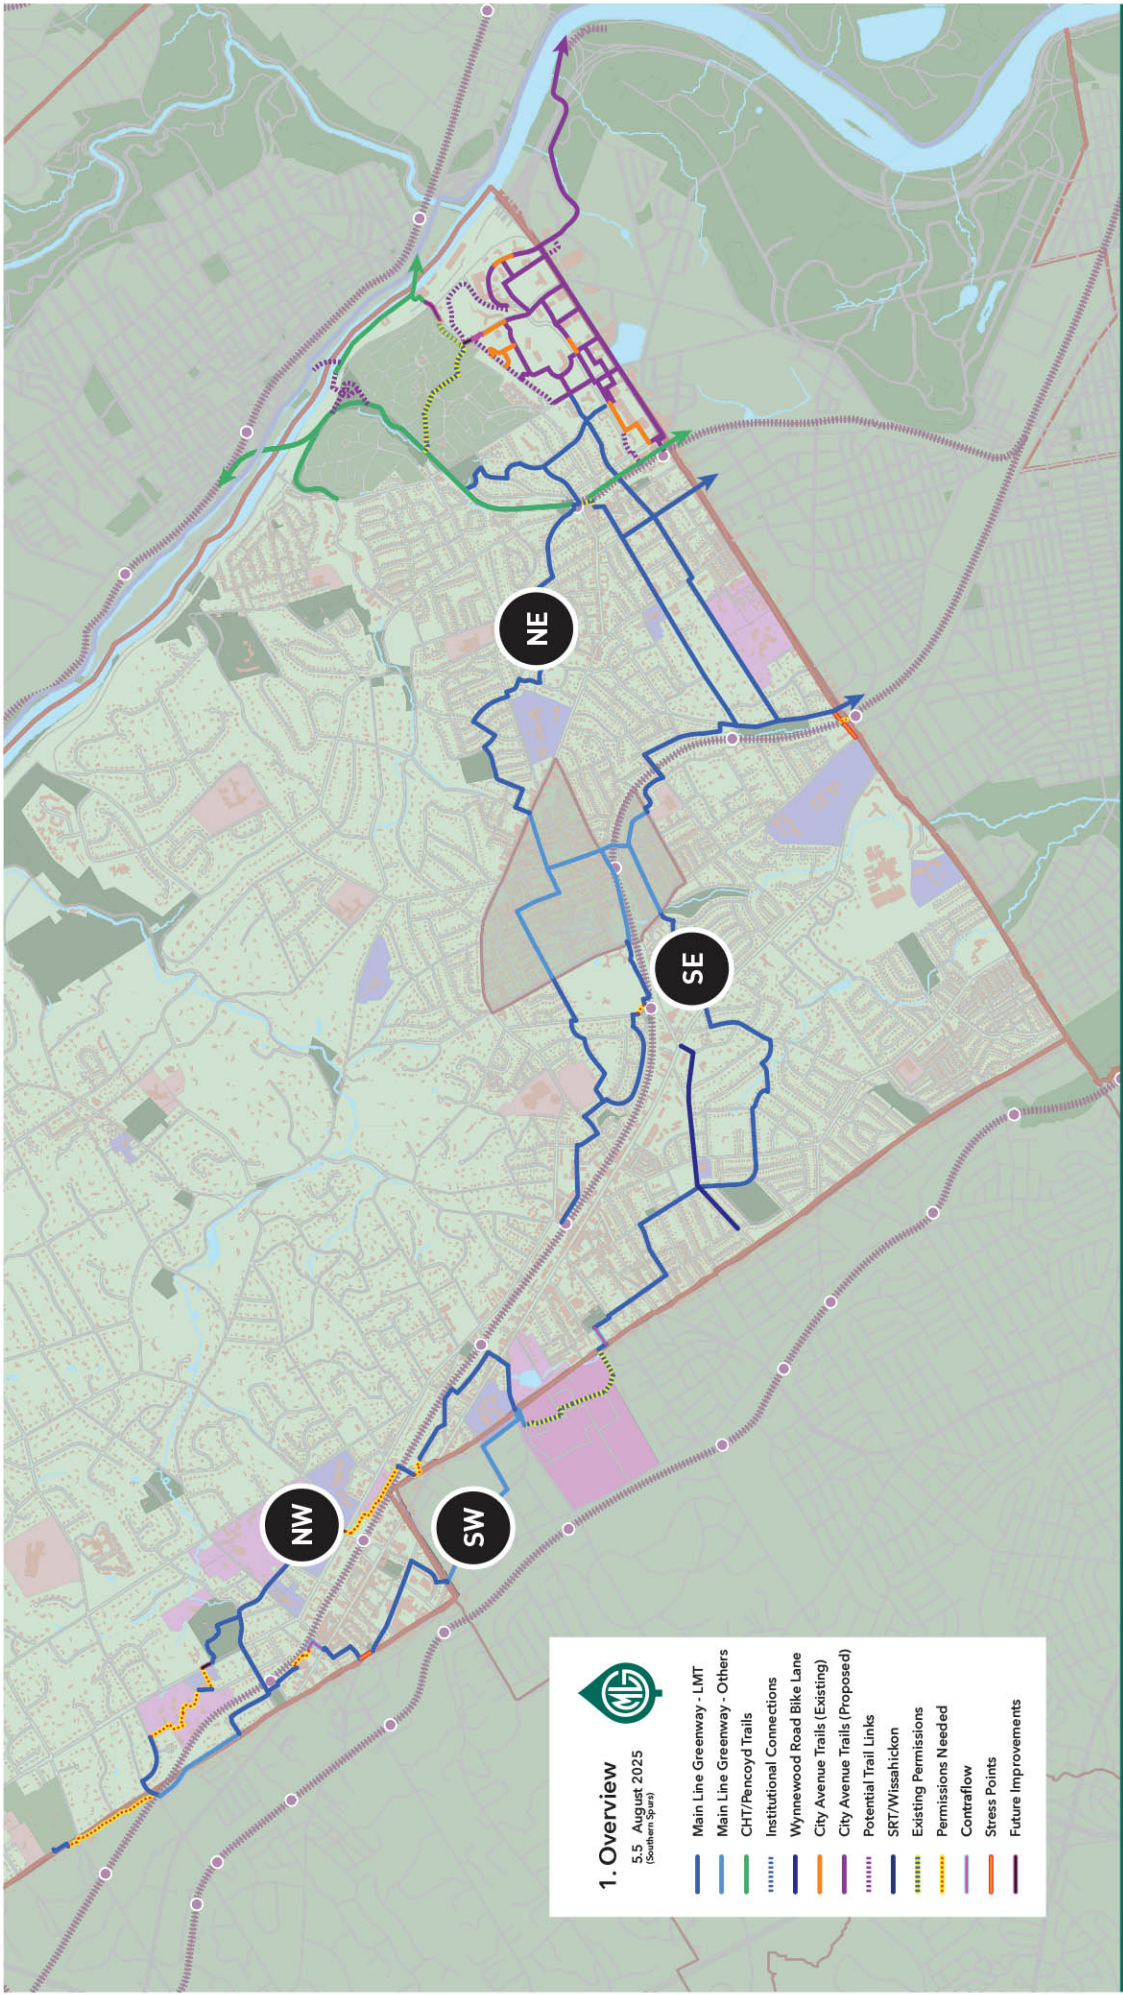 NE
SE
NW
SW
1. Overview
5.5 August 2025
(Southern Spurs)
MLG
Main Line Greenway - LMT
Main Line Greenway - Others
CHT/Pencoyd Trails
Institutional Connections
Wynnewood Road Bike Lane
City Avenue Trails (Existing)
City Avenue Trails (Proposed)
Potential Trail Links
SRT/Wissahickon
Existing Permissions
Permissions Needed
Contraflow
Stress Points
Future Improvements